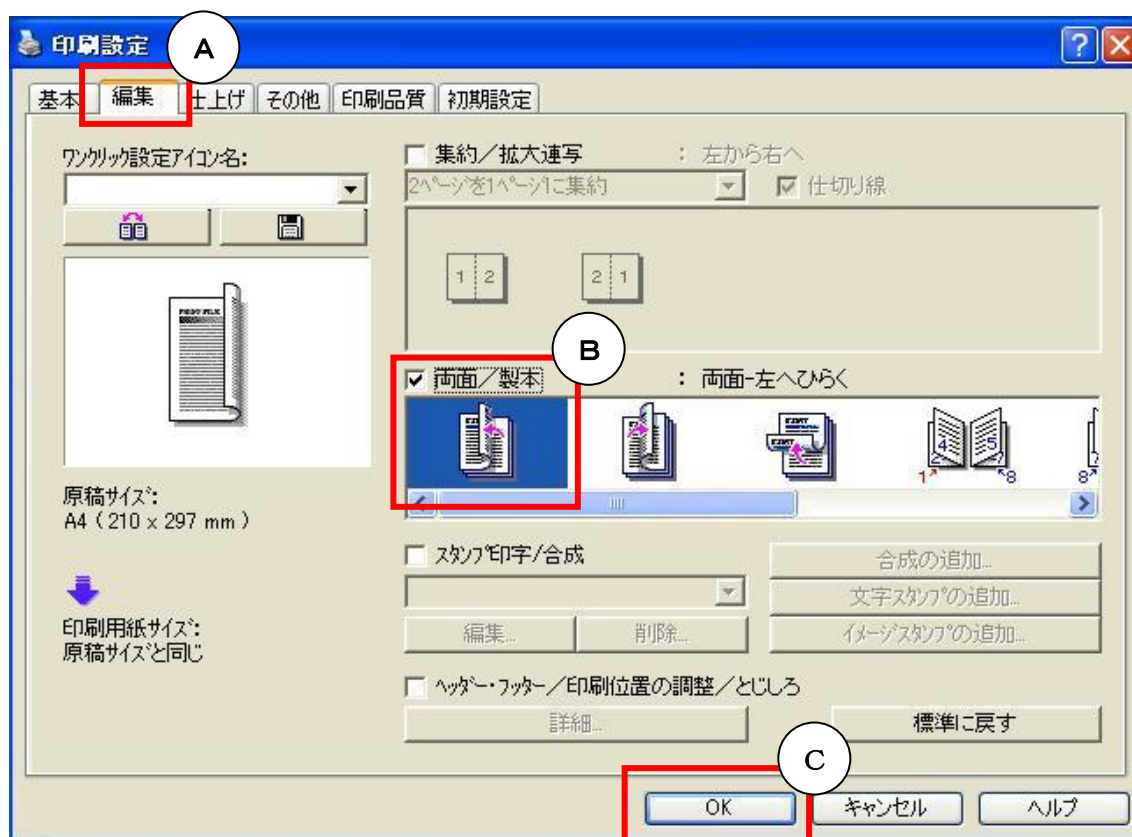 印刷設定
A
基本 編集 仕上げ その他 印刷品質 初期設定
ワンクリック設定アイコン名:
集約/拡大連写 : 左から右へ
2ページを1ページに集約 仕切り線
1 2 2 1
B
両面/製本 : 両面-左へひらく
4 5
1 2 7 8 8
原稿サイズ:
A4 ( 210 x 297 mm )
印刷用紙サイズ:
原稿サイズと同じ
スタンプ印字/合成
合成の追加...
文字スタンプの追加...
編集... 削除... イメージスタンプの追加...
ヘッダー・フッター/印刷位置の調整/とじしろ
詳細... 標準に戻す
C
OK キャンセル ヘルプ